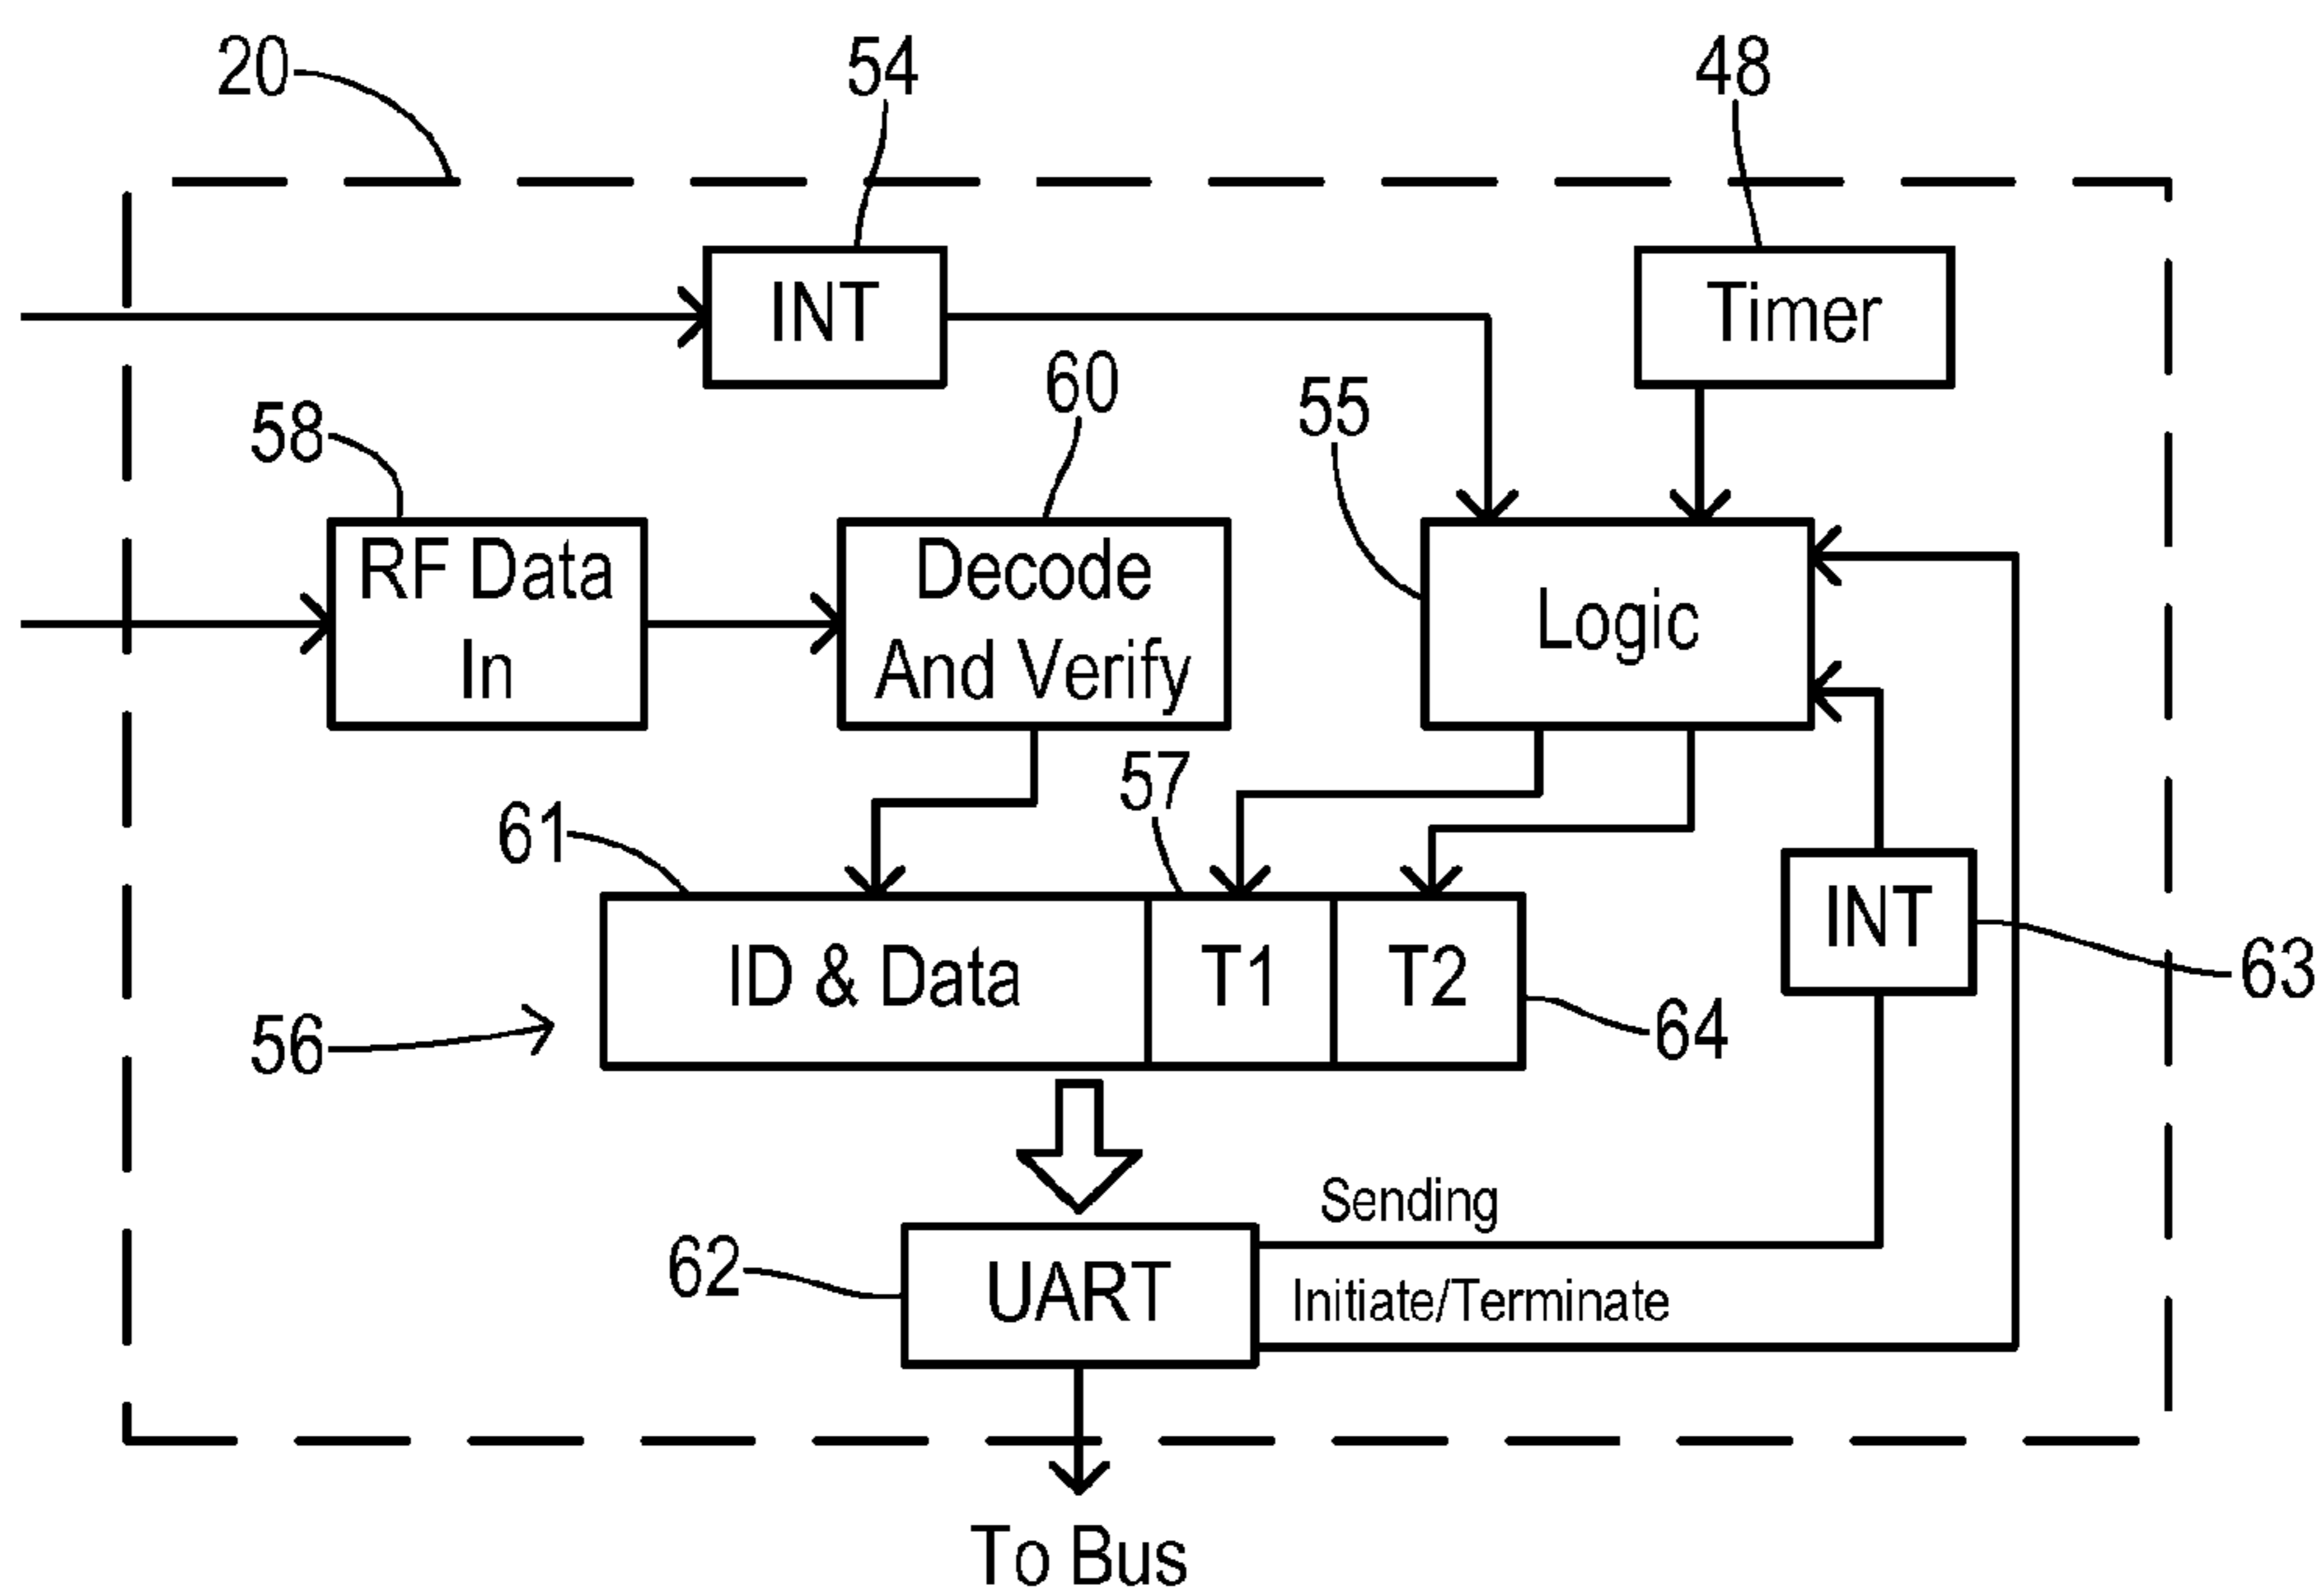 20
54
48
INT
Timer
58
60
55
RF Data
In
Decode
And Verify
Logic
61
57
ID & Data
T1
T2
INT
63
56
64
Sending
62
UART
Initiate/Terminate
To Bus